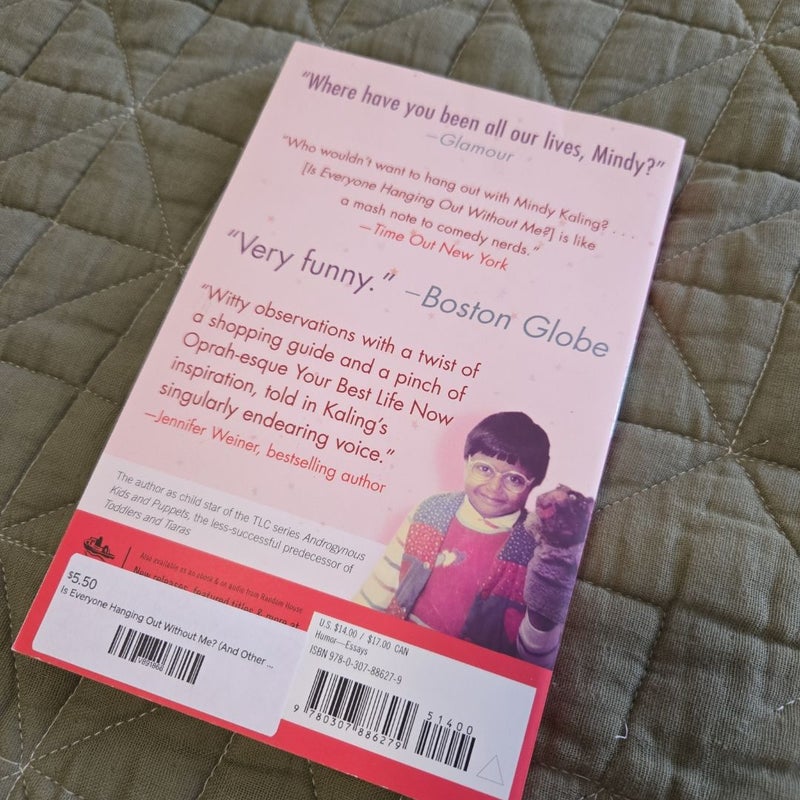 "Where have you been all our lives, Mindy?"
—Glamour
"Who wouldn't want to hang out with Mindy Kaling? . . .
[Is Everyone Hanging Out Without Me?] is like
a mash note to comedy nerds."
—Time Out New York
"Very funny." —Boston Globe
"Witty observations with a twist of
a shopping guide and a pinch of
Oprah-esque Your Best Life Now
inspiration, told in Kaling's
singularly endearing voice."
—Jennifer Weiner, bestselling author
The author as child star of the TLC series Androgynous
Kids and Puppets, the less-successful predecessor of
Toddlers and Tiaras
Also available as an ebook & on audio from Random House
New releases, featured titles & more at
$5.50
Is Everyone Hanging Out Without Me? (And Other ...
U.S. $14.00 / $17.00 CAN
Humor—Essays
ISBN 978-0-307-88627-9
51400
9 780307 886279